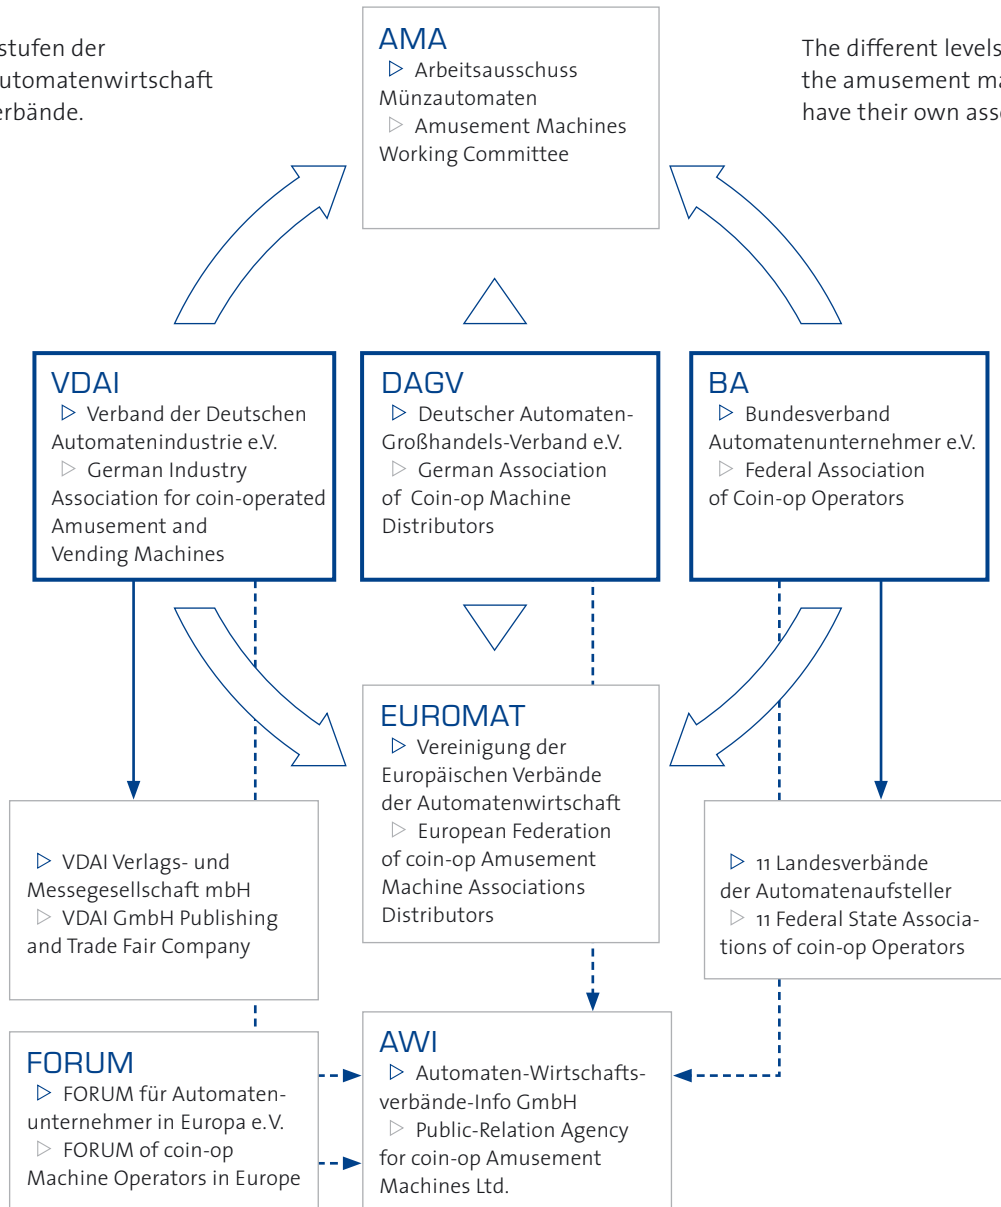 stufen der
utomatenwirtschaft
erbände.
The different levels
the amusement ma
have their own asso
AMA
▷ Arbeitsausschuss
Münzautomaten
▷ Amusement Machines
Working Committee
VDAI
▷ Verband der Deutschen
Automatenindustrie e.V.
▷ German Industry
Association for coin-operated
Amusement and
Vending Machines
DAGV
▷ Deutscher Automaten-
Großhandels-Verband e.V.
▷ German Association
of Coin-op Machine
Distributors
BA
▷ Bundesverband
Automatenunternehmer e.V.
▷ Federal Association
of Coin-op Operators
EUROMAT
▷ Vereinigung der
Europäischen Verbände
der Automatenwirtschaft
▷ European Federation
of coin-op Amusement
Machine Associations
Distributors
▷ VDAI Verlags- und
Messegesellschaft mbH
▷ VDAI GmbH Publishing
and Trade Fair Company
▷ 11 Landesverbände
der Automatenaufsteller
▷ 11 Federal State Associa-
tions of coin-op Operators
FORUM
▷ FORUM für Automaten-
unternehmer in Europa e.V.
▷ FORUM of coin-op
Machine Operators in Europe
AWI
▷ Automaten-Wirtschafts-
verbände-Info GmbH
▷ Public-Relation Agency
for coin-op Amusement
Machines Ltd.